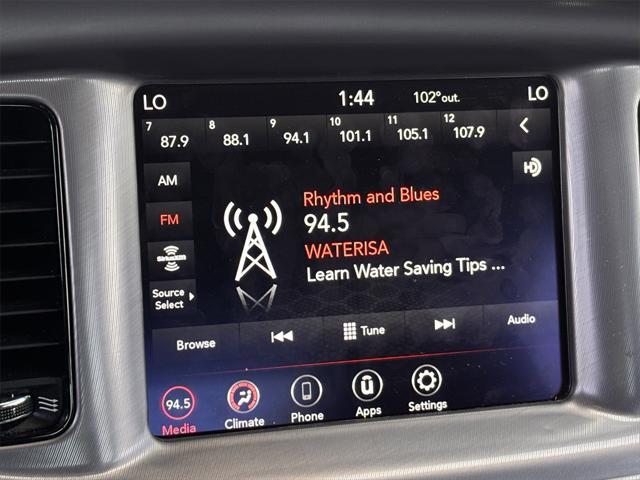 LO 1:44 102°out. LO
7 87.9 8 88.1 9 94.1 10 101.1 11 105.1 12 107.9
AM
HD
Rhythm and Blues
FM
94.5
WATERISA
SiriusXM
Learn Water Saving Tips ...
Source
Select
Browse Tune Audio
94.5
Media Climate Phone Apps Settings